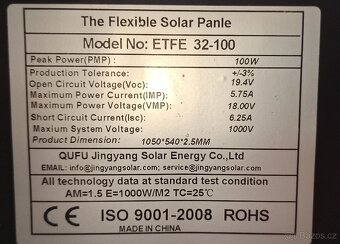 The Flexible Solar Panle
Model No: ETFE 32-100
Peak Power(PMP) 100W
Production Tolerance: +/-3%
Open Circuit Voltage(Voc) 19.4V
Maximum Power Current(IMP) 5.75A
Maximum Power Voltage(VMP) 18.00V
Short Circuit Current(Isc) 6.25A
Maxium System Voltage 1000V
Product Dimension: 1050*540*2.5MM
QUFU Jingyang Solar Energy Co.,Ltd
EMAIL: info@jingyangsolar.com; service@jingyangsolar.com
All technology data at standard test condition
AM=1.5 E=1000W/M2 TC=25℃
CE ISO 9001-2008 ROHS
MADE IN CHINA
Bazos.cz